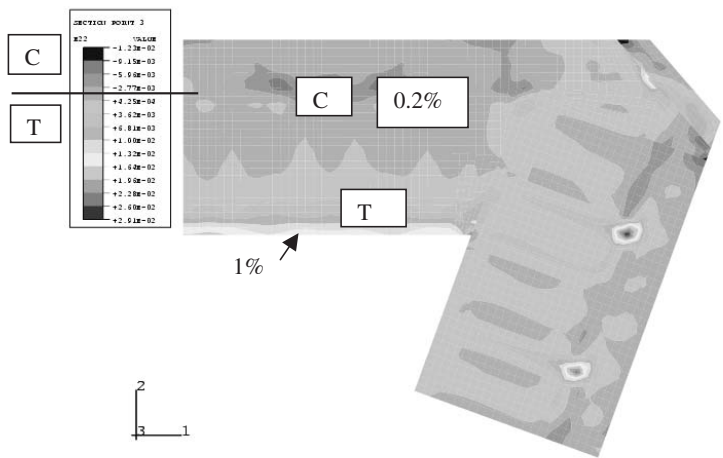 SECTION POINT 3
E22 VALUE
-1.23E-02
-9.15E-03
-5.96E-03
-2.77E-03
+4.25E-04
+3.62E-03
+6.81E-03
+1.00E-02
+1.32E-02
+1.64E-02
+1.96E-02
+2.28E-02
+2.60E-02
+2.91E-02
C
T
C
0.2%
T
1%
2
3 1